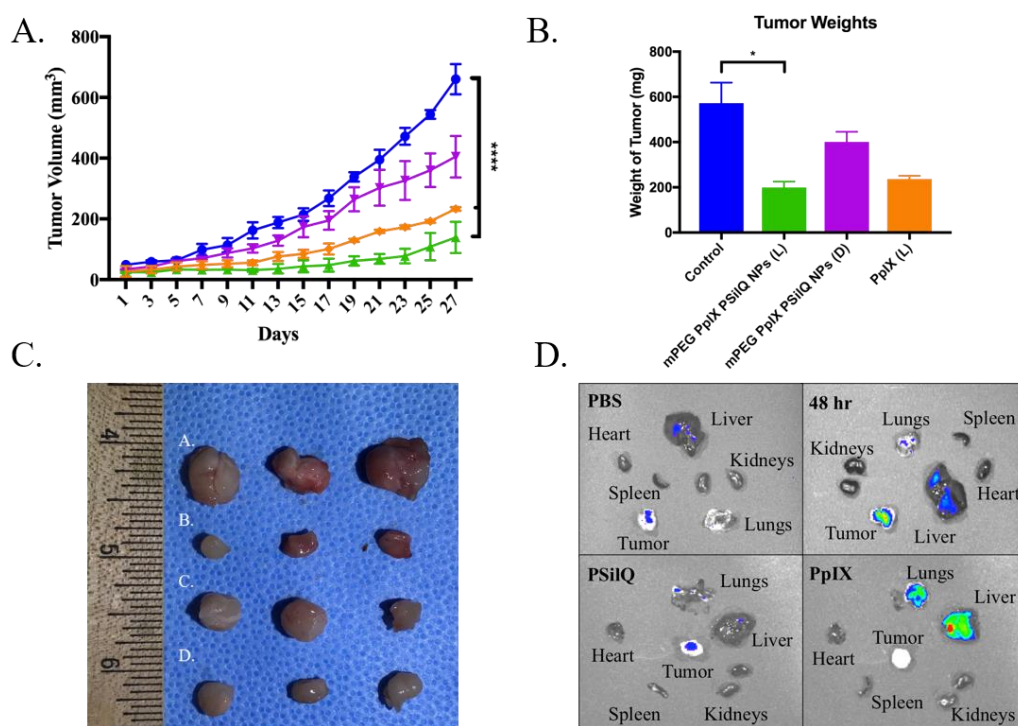 A.
800
600
400
200
0
Tumor Volume (mm³)
1 3 5 7 9 11 13 15 17 19 21 23 25 27
Days
****
B.
Tumor Weights
800
600
400
200
0
Weight of Tumor (mg)
*
Control
mPEG PpIX PSilQ NPs (L)
mPEG PpIX PSilQ NPs (D)
PpIX (L)
C.
4
5
6
A.
B.
C.
D.
D.
PBS
Heart
Liver
Kidneys
Spleen
Tumor
Lungs
48 hr
Lungs
Spleen
Kidneys
Heart
Tumor
Liver
PSilQ
Lungs
Heart
Liver
Tumor
Spleen
Kidneys
PpIX
Lungs
Liver
Tumor
Heart
Spleen
Kidneys